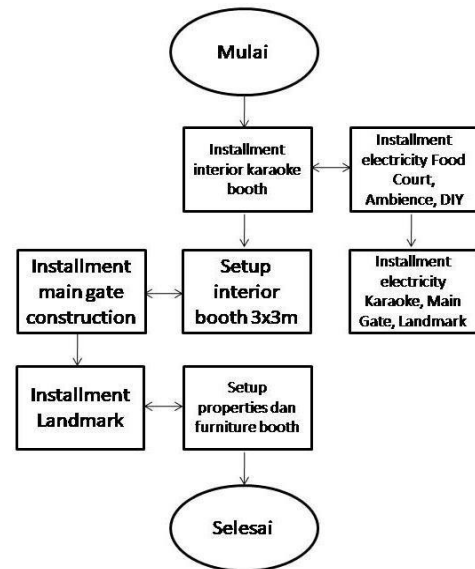 Mulai
Installment
interior karaoke
booth
Installment
electricity Food
Court,
Ambience, DIY
Installment
main gate
construction
Setup
interior
booth 3x3m
Installment
electricity
Karaoke, Main
Gate, Landmark
Installment
Landmark
Setup
properties dan
furniture booth
Selesai